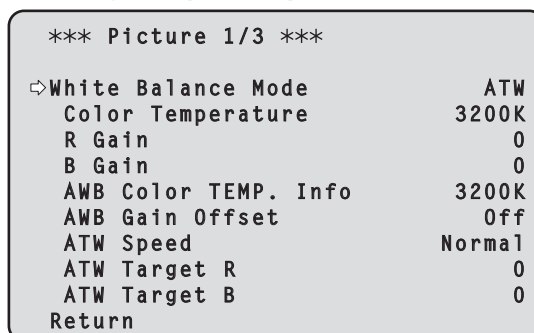 *** Picture 1/3 ***
⇨White Balance Mode ATW
Color Temperature 3200K
R Gain 0
B Gain 0
AWB Color TEMP. Info 3200K
AWB Gain Offset Off
ATW Speed Normal
ATW Target R 0
ATW Target B 0
Return